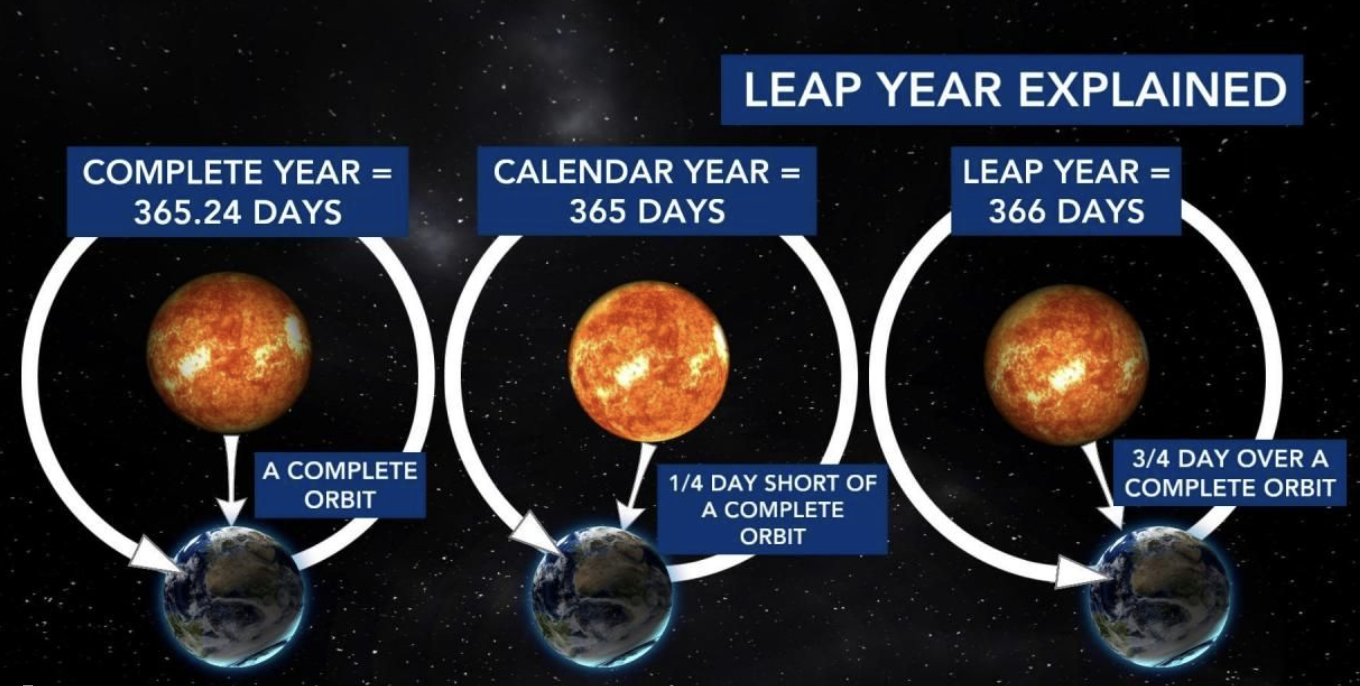 LEAP YEAR EXPLAINED
COMPLETE YEAR =
365.24 DAYS
CALENDAR YEAR =
365 DAYS
LEAP YEAR =
366 DAYS
A COMPLETE
ORBIT
1/4 DAY SHORT OF
A COMPLETE
ORBIT
3/4 DAY OVER A
COMPLETE ORBIT